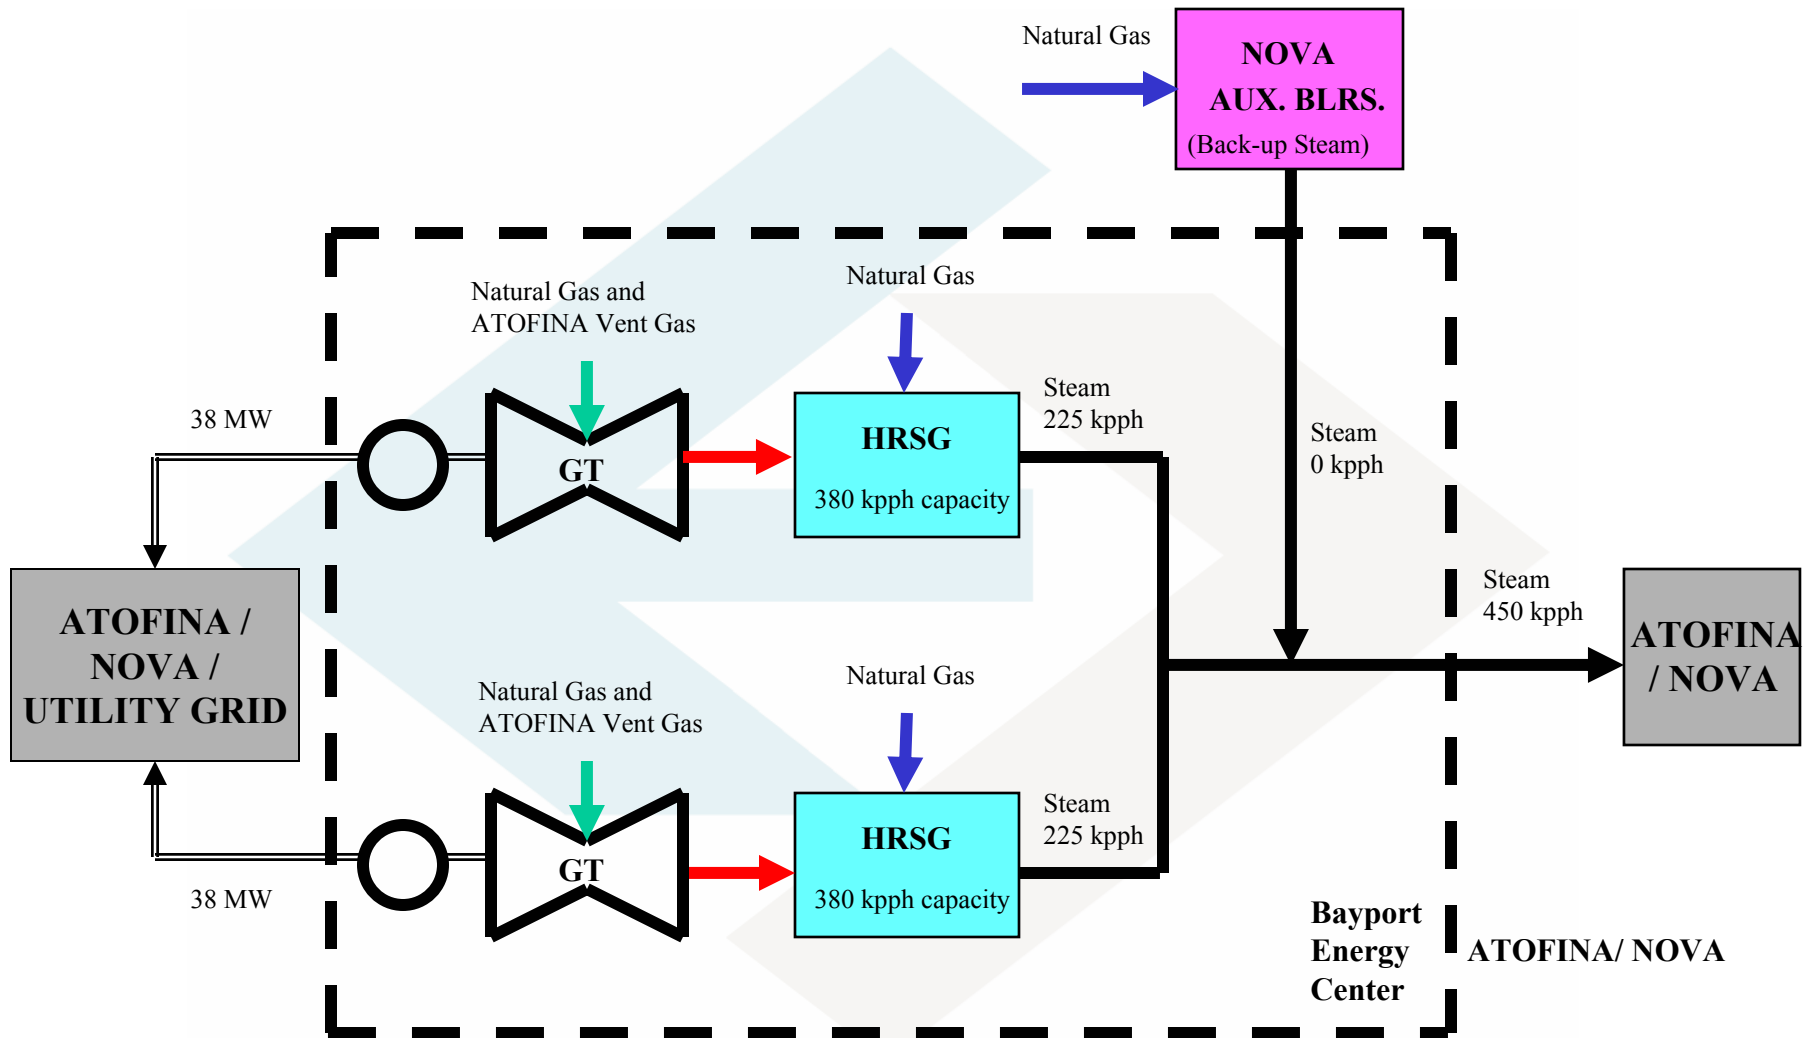 Natural Gas
NOVA
AUX. BLRS.
(Back-up Steam)
Natural Gas and
ATOFINA Vent Gas
Natural Gas
38 MW
GT
HRSG
380 kpph capacity
Steam
225 kpph
Steam
0 kpph
ATOFINA /
NOVA /
UTILITY GRID
Steam
450 kpph
ATOFINA
/ NOVA
Natural Gas and
ATOFINA Vent Gas
Natural Gas
38 MW
GT
HRSG
380 kpph capacity
Steam
225 kpph
Bayport
Energy
Center
ATOFINA/ NOVA